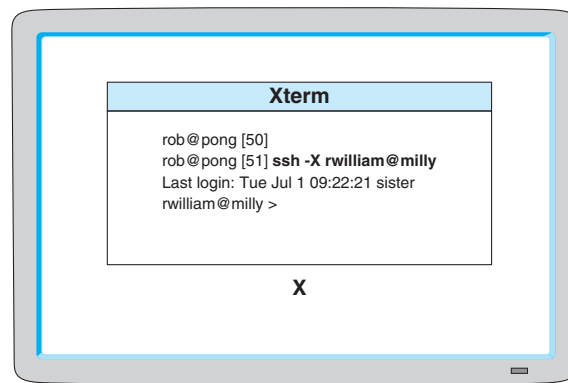 Xterm
rob@pong [50]
rob@pong [51] ssh -X rwilliam@milly
Last login: Tue Jul 1 09:22:21 sister
rwilliam@milly >
X